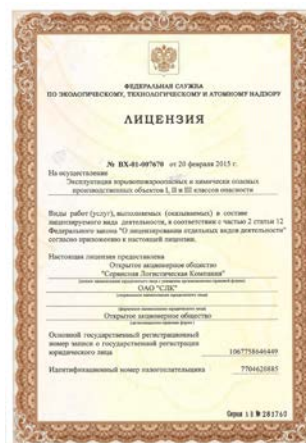 ФЕДЕРАЛЬНАЯ СЛУЖБА
ПО ЭКОЛОГИЧЕСКОМУ, ТЕХНОЛОГИЧЕСКОМУ И АТОМНОМУ НАДЗОРУ
ЛИЦЕНЗИЯ
№ ВХ-01-007670 от 20 февраля 2015 г.
На осуществление
Эксплуатация взрывопожароопасных и химически опасных
производственных объектов I, II и III классов опасности
Виды работ (услуг), выполняемых (оказываемых) в составе
лицензируемого вида деятельности, в соответствии с частью 2 статьи 12
Федерального закона "О лицензировании отдельных видов деятельности"
согласно приложению к настоящей лицензии.
Настоящая лицензия предоставлена
Открытое акционерное общество
"Сервисная Логистическая Компания"
ОАО "СЛК"
Открытое акционерное общество
Основной государственный регистрационный
номер записи о государственной регистрации
юридического лица 1067758646449
Идентификационный номер налогоплательщика 7704620885
Серия 11 № 281760